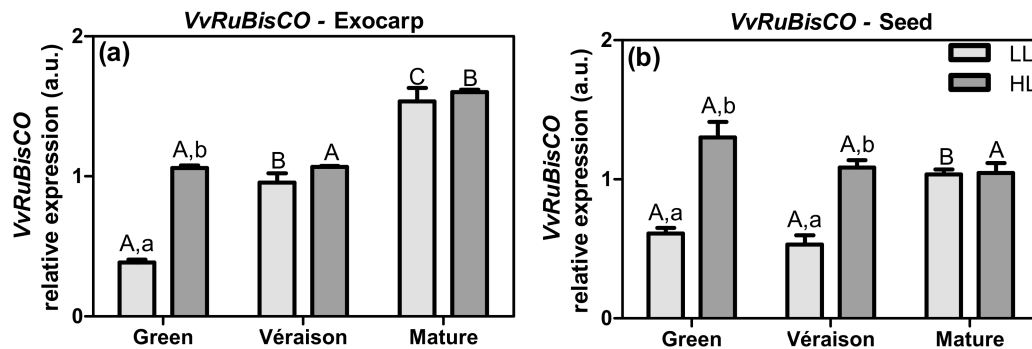 VvRuBisCO - Exocarp
(a)
VvRuBisCO
relative expression (a.u.)
2
1
0
A,a
A,b
B
A
C
B
Green
Véraison
Mature
VvRuBisCO - Seed
(b)
LL
HL
VvRuBisCO
relative expression (a.u.)
2
1
0
A,a
A,b
A,a
A,b
B
A
Green
Véraison
Mature